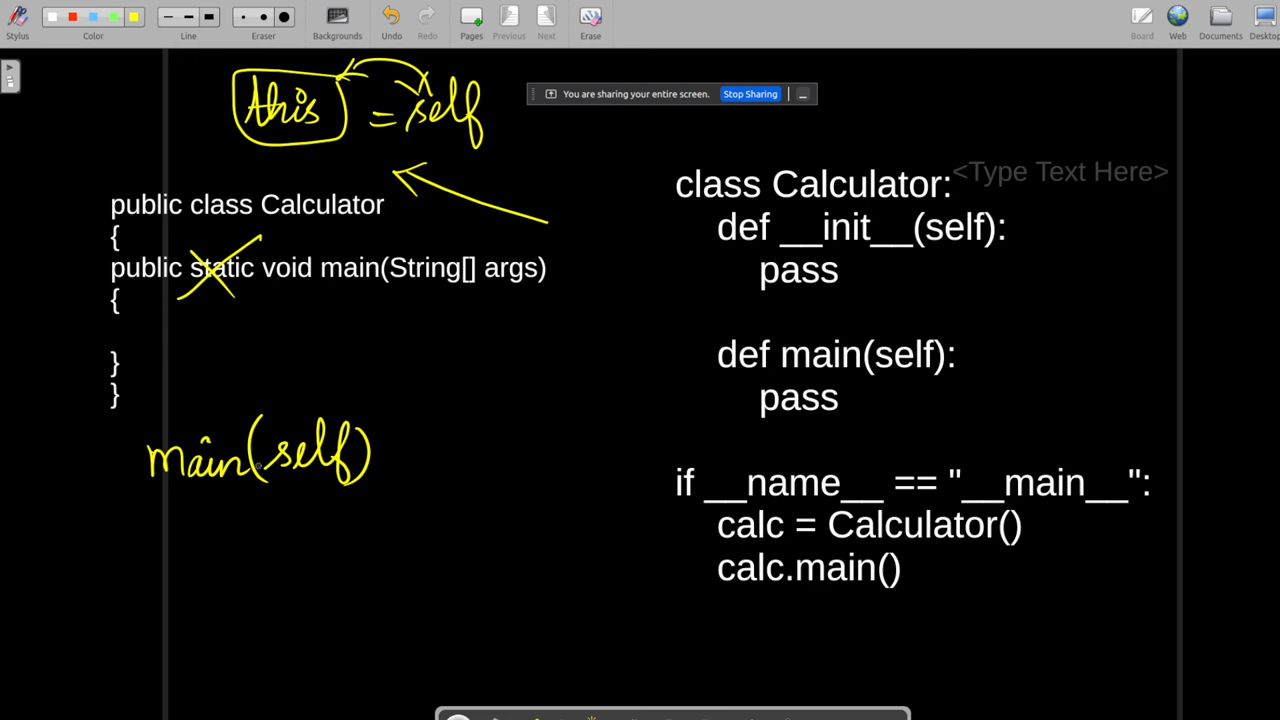 Stylus Color Line Eraser Backgrounds Undo Redo Pages Previous Next Erase Board Web Documents Desktop
You are sharing your entire screen. Stop Sharing
this = self
public class Calculator
{
public static void main(String[] args)
{
}
}
main(self)
<Type Text Here>
class Calculator:
def __init__(self):
pass
def main(self):
pass
if __name__ == "__main__":
calc = Calculator()
calc.main()